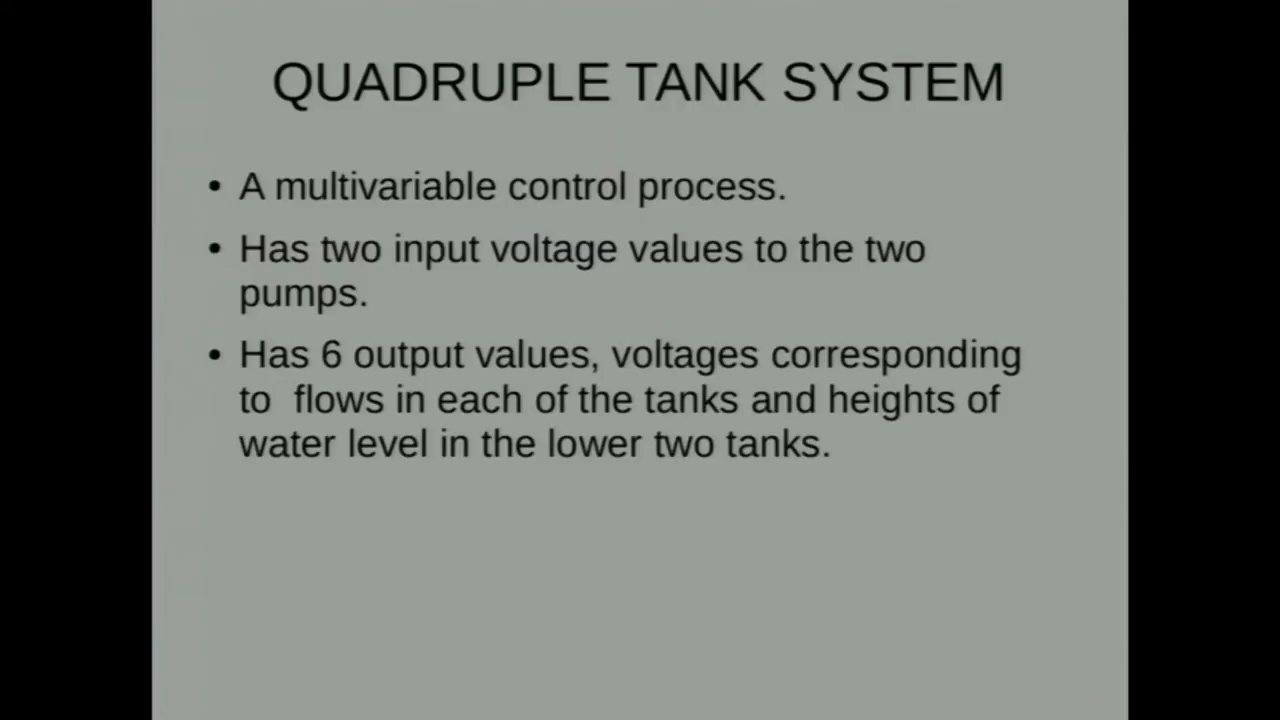 QUADRUPLE TANK SYSTEM
• A multivariable control process.
• Has two input voltage values to the two
pumps.
• Has 6 output values, voltages corresponding
to  flows in each of the tanks and heights of
water level in the lower two tanks.